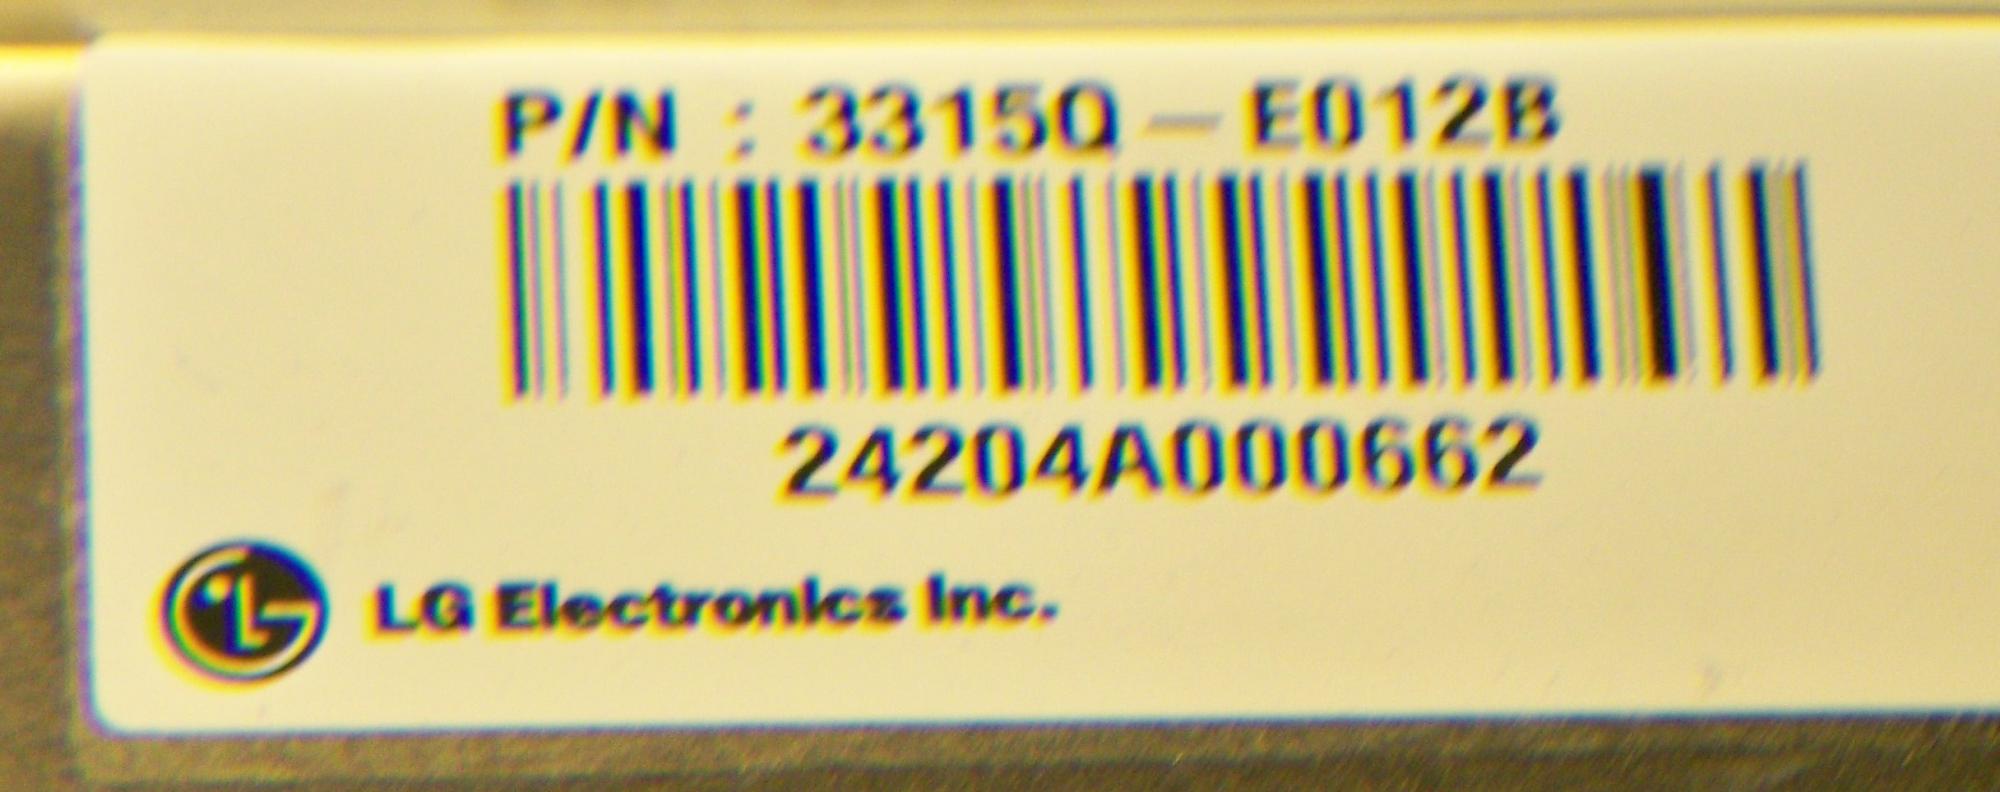 P/N : 3315Q - E012B
24204A000662
LG Electronics Inc.